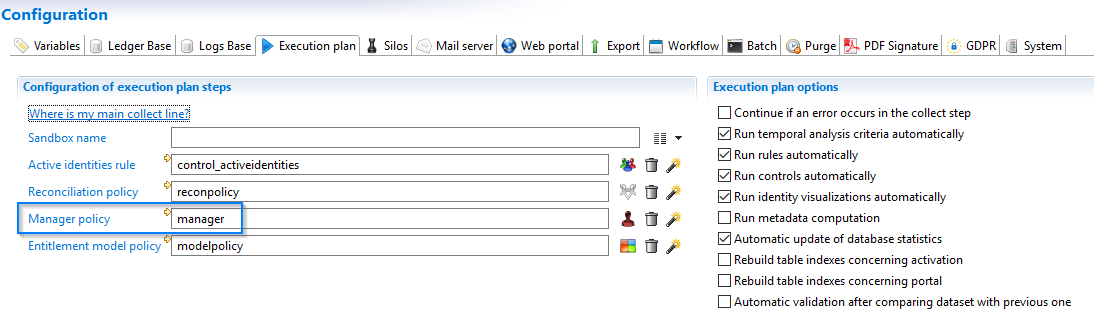 Configuration
Variables Ledger Base Logs Base Execution plan Silos Mail server Web portal Export Workflow Batch Purge PDF Signature GDPR System
Configuration of execution plan steps
Where is my main collect line?
Sandbox name
Active identities rule control_activeidentities
Reconciliation policy reconpolicy
Manager policy manager
Entitlement model policy modelpolicy
Execution plan options
Continue if an error occurs in the collect step
Run temporal analysis criteria automatically
Run rules automatically
Run controls automatically
Run identity visualizations automatically
Run metadata computation
Automatic update of database statistics
Rebuild table indexes concerning activation
Rebuild table indexes concerning portal
Automatic validation after comparing dataset with previous one